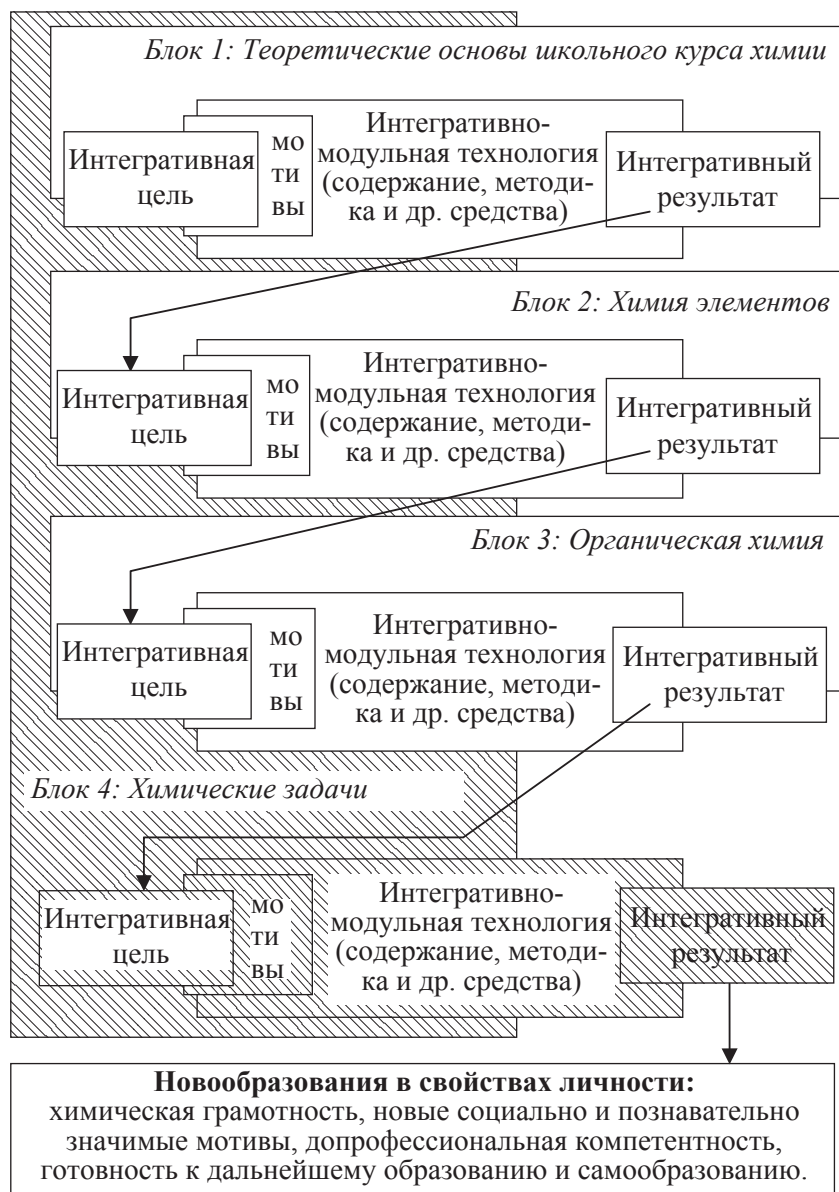 Блок 1: Теоретические основы школьного курса химии
Интегративная
цель
мо
ти
вы
Интегративно-
модульная технология
(содержание, методи-
ка и др. средства)
Интегративный
результат
Блок 2: Химия элементов
Интегративная
цель
мо
ти
вы
Интегративно-
модульная технология
(содержание, методи-
ка и др. средства)
Интегративный
результат
Блок 3: Органическая химия
Интегративная
цель
мо
ти
вы
Интегративно-
модульная технология
(содержание, методи-
ка и др. средства)
Интегративный
результат
Блок 4: Химические задачи
Интегративная
цель
мо
ти
вы
Интегративно-
модульная технология
(содержание, методи-
ка и др. средства)
Интегративный
результат
Новообразования в свойствах личности:
химическая грамотность, новые социально и познавательно
значимые мотивы, допрофессиональная компетентность,
готовность к дальнейшему образованию и самообразованию.